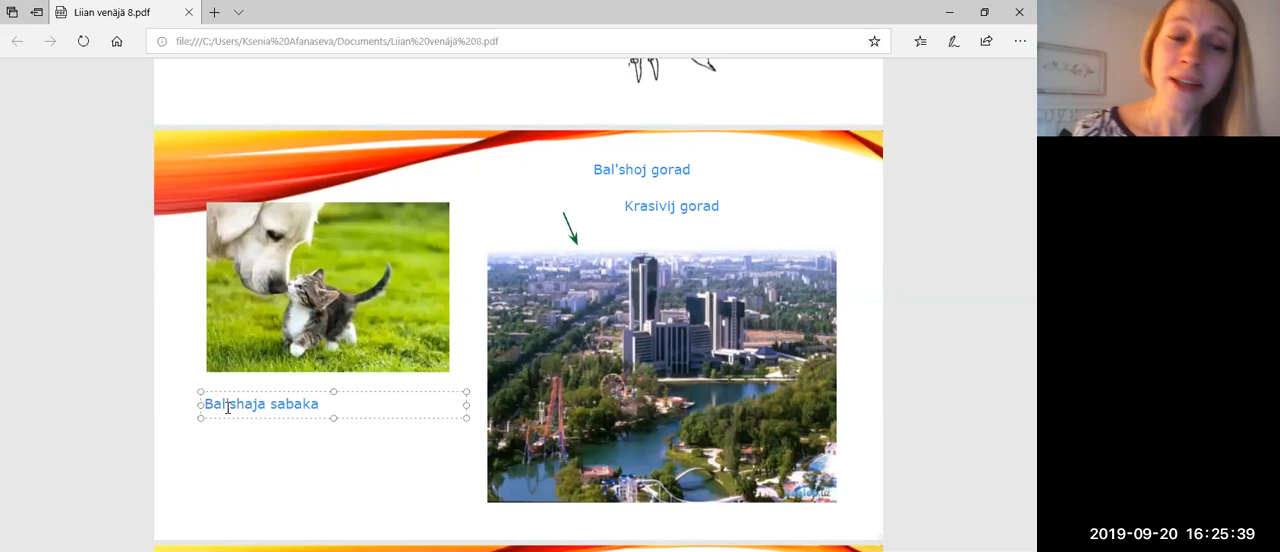 Liian venäjä 8.pdf
file:///C:/Users/Ksenia%20Afanaseva/Documents/Liian%20venäjä%208.pdf
Bal'shoj gorad
Krasivij gorad
Bal'shaja sabaka
2019-09-20 16:25:39